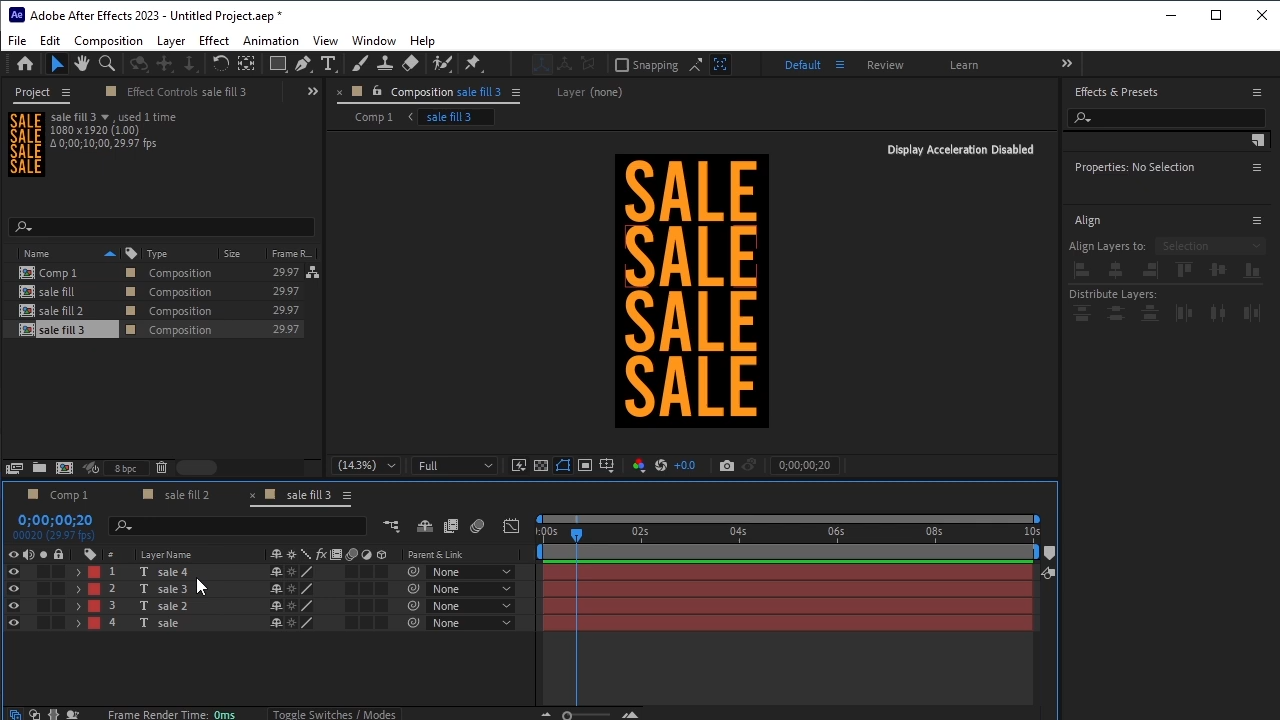 Ae Adobe After Effects 2023 - Untitled Project.aep *
File Edit Composition Layer Effect Animation View Window Help
T Snapping Default Review Learn
Project
Effect Controls sale fill 3
Composition sale fill 3
Layer (none)
Effects & Presets
sale fill 3 , used 1 time
1080 x 1920 (1.00)
Δ 0;00;10;00, 29.97 fps
SALE
SALE
SALE
SALE
Comp 1 sale fill 3
Display Acceleration Disabled
SALE
SALE
SALE
SALE
Properties: No Selection
Align
Align Layers to: Selection
Distribute Layers:
Name Type Size Frame R...
Comp 1 Composition 29.97
sale fill Composition 29.97
sale fill 2 Composition 29.97
sale fill 3 Composition 29.97
8 bpc
(14.3%) Full +0.0 0;00;00;20
Comp 1 sale fill 2 sale fill 3
0;00;00;20
00020 (29.97 fps)
:00s 02s 04s 06s 08s 10s
# Layer Name fx Parent & Link
1 T sale 4 None
2 T sale 3 None
3 T sale 2 None
4 T sale None
Frame Render Time: 0ms Toggle Switches / Modes